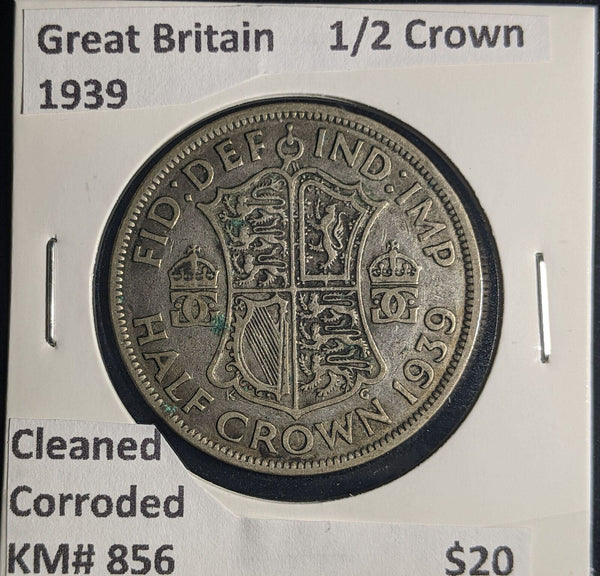 Great Britain 1/2 Crown
1939
FID: DEF IND: IMP
HALF CROWN 1939
Cleaned
Corroded
KM# 856 $20